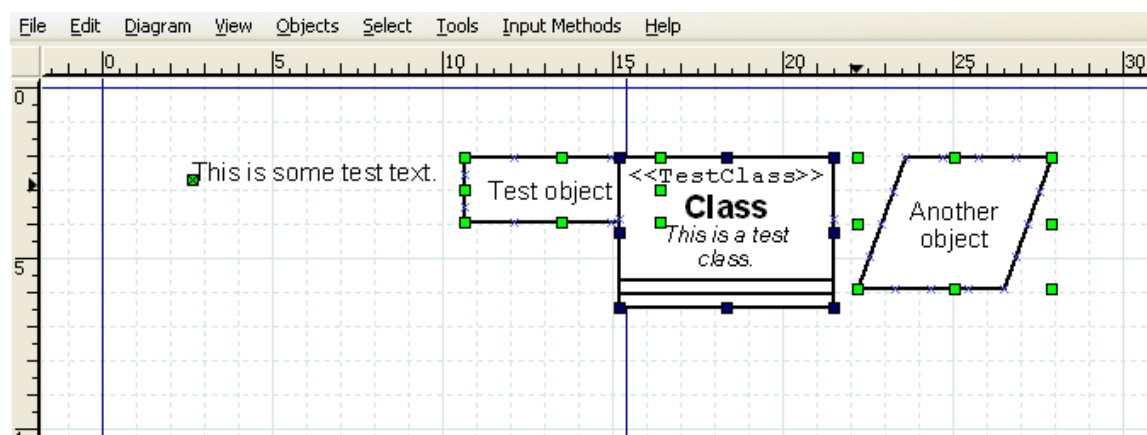 File Edit Diagram View Objects Select Tools Input Methods Help
0 5 10 15 20 25 30
0
This is some test text.
Test object
<<TestClass>>
Class
This is a test
class.
Another
object
5